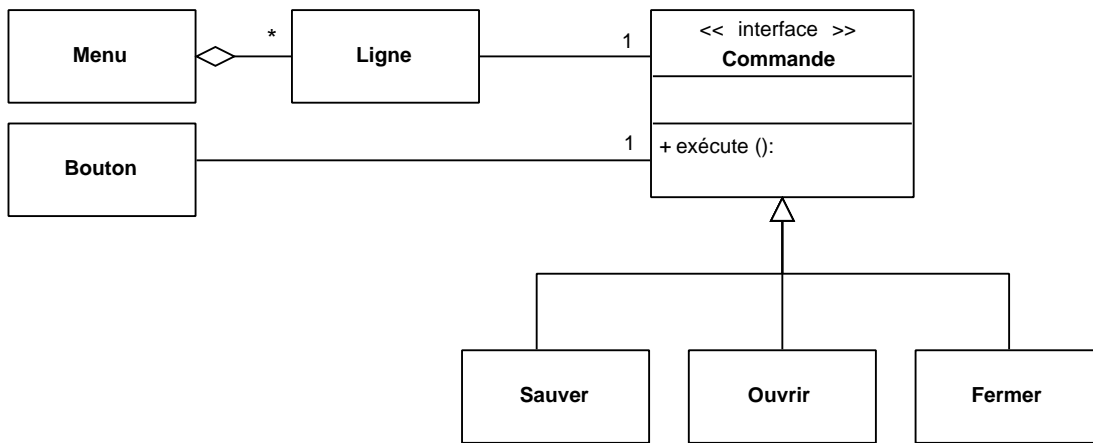 Menu
*
Ligne
1
<< interface >>
Commande
Bouton
1
+ exécute ():
Sauver
Ouvrir
Fermer